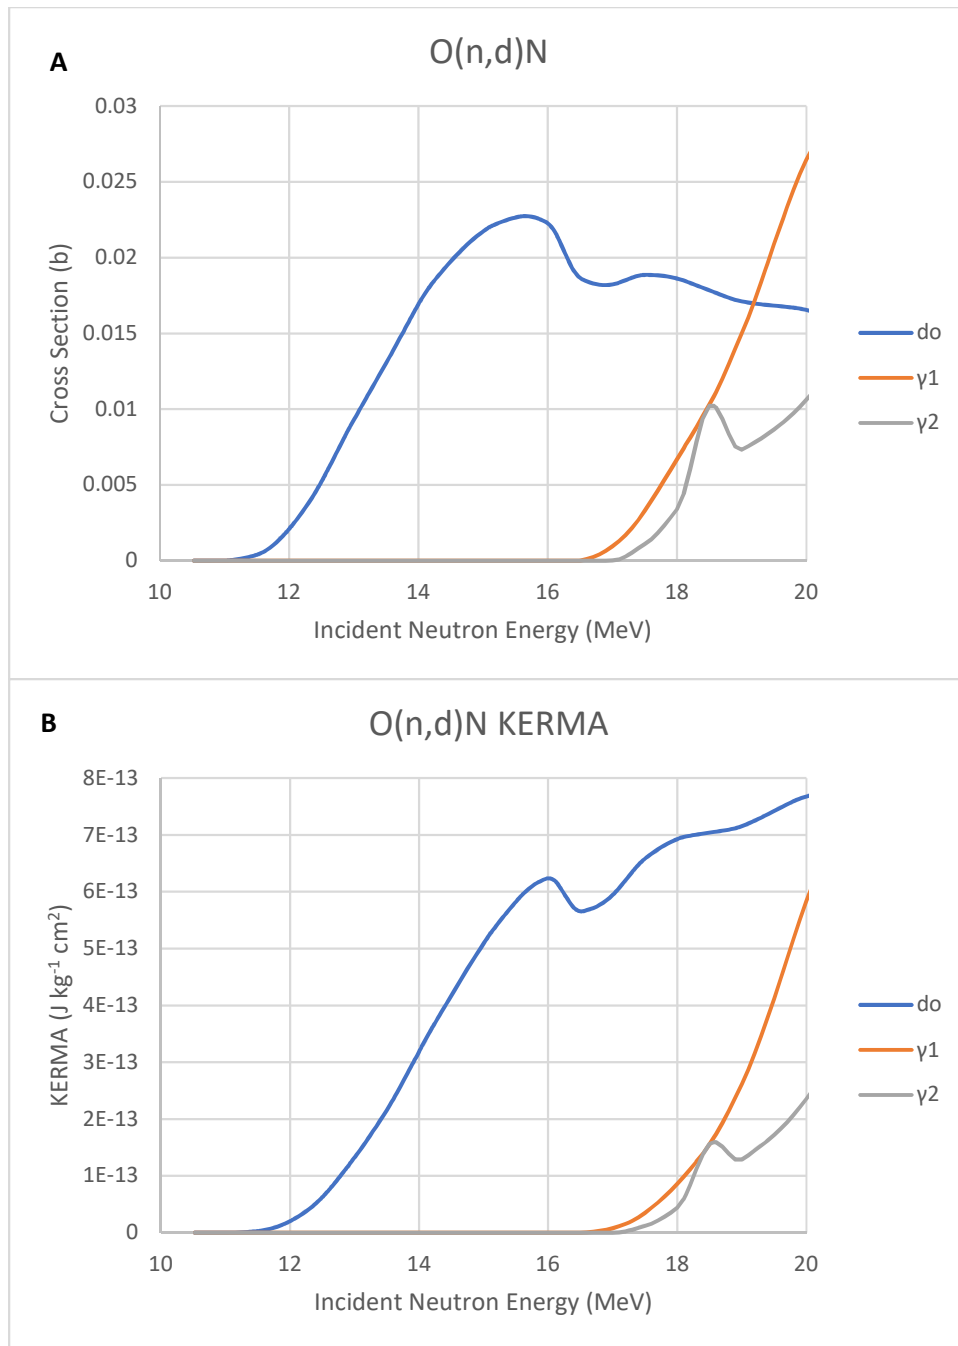 A
O(n,d)N
0.03
0.025
0.02
0.015
0.01
0.005
0
10 12 14 16 18 20
Cross Section (b)
Incident Neutron Energy (MeV)
do
γ1
γ2
B
O(n,d)N KERMA
8E-13
7E-13
6E-13
5E-13
4E-13
3E-13
2E-13
1E-13
0
10 12 14 16 18 20
KERMA (J kg⁻¹ cm²)
Incident Neutron Energy (MeV)
do
γ1
γ2